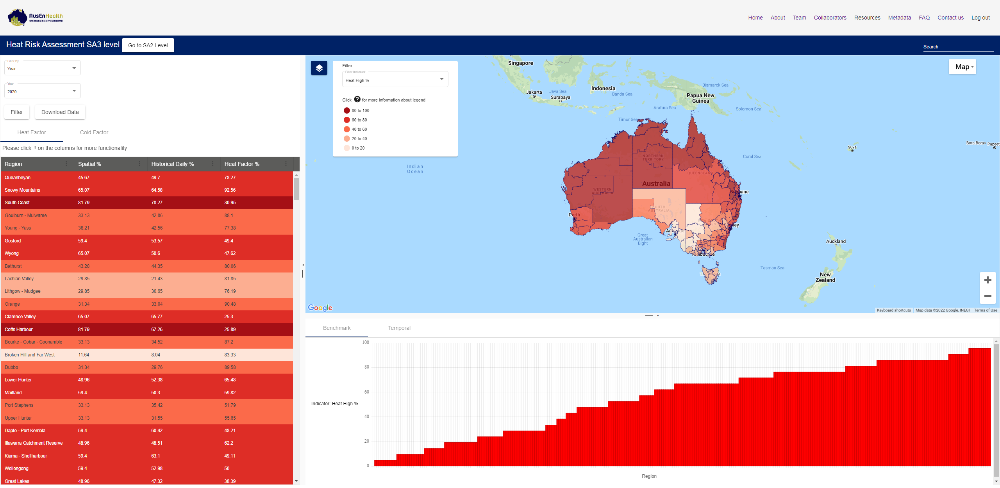 AusEnHealth
UNLOCKING INSIGHTS WITH DATA
Home About Team Collaborators Resources Metadata FAQ Contact us Log out
Heat Risk Assessment SA3 level Go to SA2 Level
Search
Filter By
Year
Year
2020
Filter Download Data
Heat Factor Cold Factor
Please click ⋮ on the columns for more functionality
Region Spatial % Historical Daily % Heat Factor %
Queanbeyan 45.67 49.7 78.27
Snowy Mountains 65.07 64.58 92.56
South Coast 81.79 78.27 30.95
Goulburn - Mulwaree 33.13 42.86 88.1
Young - Yass 38.21 42.56 77.38
Gosford 59.4 53.57 49.4
Wyong 65.07 50.6 47.62
Bathurst 43.28 44.35 80.06
Lachlan Valley 29.85 21.43 81.85
Lithgow - Mudgee 29.85 30.65 76.19
Orange 31.34 33.04 90.48
Clarence Valley 65.07 65.77 25.3
Coffs Harbour 81.79 67.26 25.89
Bourke - Cobar - Coonamble 33.13 34.52 87.2
Broken Hill and Far West 11.64 8.04 83.33
Dubbo 31.34 29.76 89.58
Lower Hunter 48.96 52.38 65.48
Maitland 59.4 50.3 59.82
Port Stephens 33.13 35.42 51.79
Upper Hunter 33.13 31.55 55.65
Dapto - Port Kembla 59.4 60.42 48.21
Illawarra Catchment Reserve 48.96 48.51 62.2
Kiama - Shellharbour 59.4 63.1 49.11
Wollongong 59.4 52.98 50
Great Lakes 48.96 47.32 38.39
Filter
Filter Indicator
Heat High %
Click ? for more information about legend
80 to 100
60 to 80
40 to 60
20 to 40
0 to 20
Map
Singapore
Indonesia
Jakarta
Java Sea
Surabaya
Banda Sea
Bismarck Sea
Papua New
Guinea
Arafura Sea
Solomon Sea
Timor Sea
Suva
Bora-Bora
Papeet
Coral Sea
Indian
Ocean
NORTHERN
TERRITORY
QUEENSLAND
Australia
WESTERN
AUSTRALIA
Brisbane
SOUTH
AUSTRALIA
Perth
Adelaide
Great
Australian
Bight
Melbourne
Auckland
Tasman Sea
New
Zealand
Google
Keyboard shortcuts Map data ©2022 Google, INEGI Terms of Use
Benchmark Temporal
100
80
60
40
20
0
Indicator: Heat High %
Region